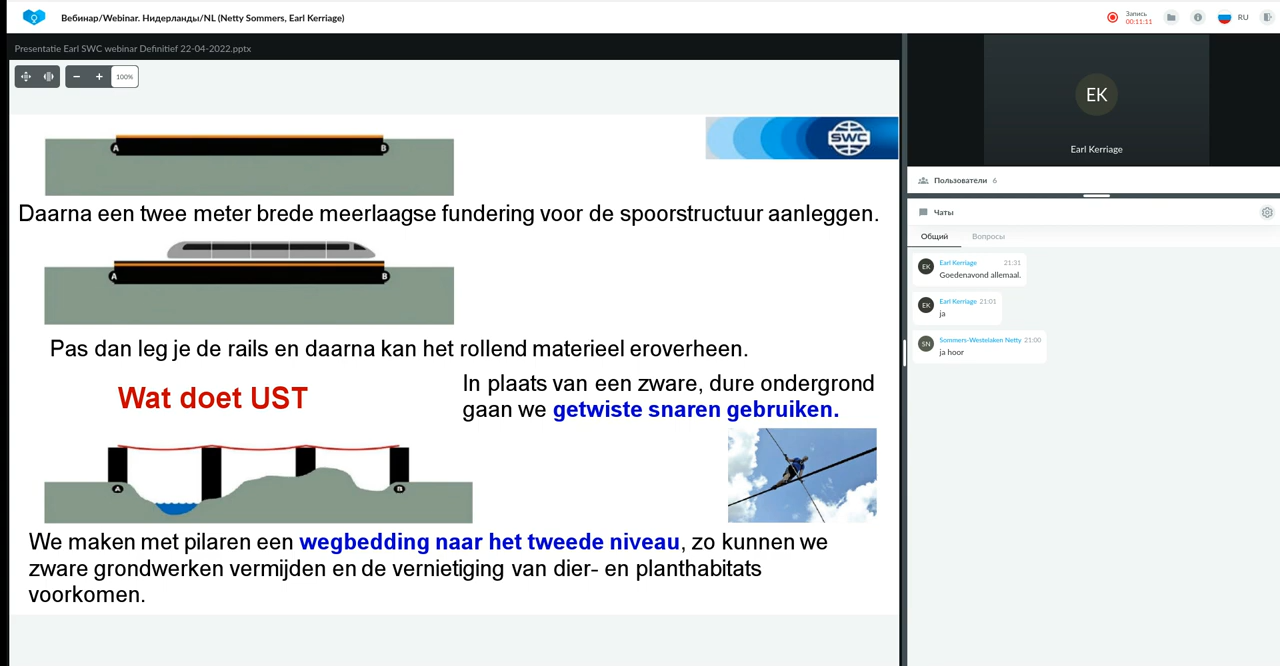 Вебинар/Webinar. Нидерланды/NL (Netty Sommers, Earl Kerriage)
Запись
00:11:11
RU
Presentatie Earl SWC webinar Definitief 22-04-2022.pptx
100%
A B
SWC
Daarna een twee meter brede meerlaagse fundering voor de spoorstructuur aanleggen.
A B
Pas dan leg je de rails en daarna kan het rollend materieel eroverheen.
Wat doet UST
In plaats van een zware, dure ondergrond
gaan we getwiste snaren gebruiken.
A B
We maken met pilaren een wegbedding naar het tweede niveau, zo kunnen we
zware grondwerken vermijden en de vernietiging van dier- en planthabitats
voorkomen.
EK
Earl Kerriage
Пользователи 6
Чаты
Общий Вопросы
EK
Earl Kerriage 21:31
Goedenavond allemaal.
EK
Earl Kerriage 21:01
ja
SN
Sommers-Westelaken Netty 21:00
ja hoor